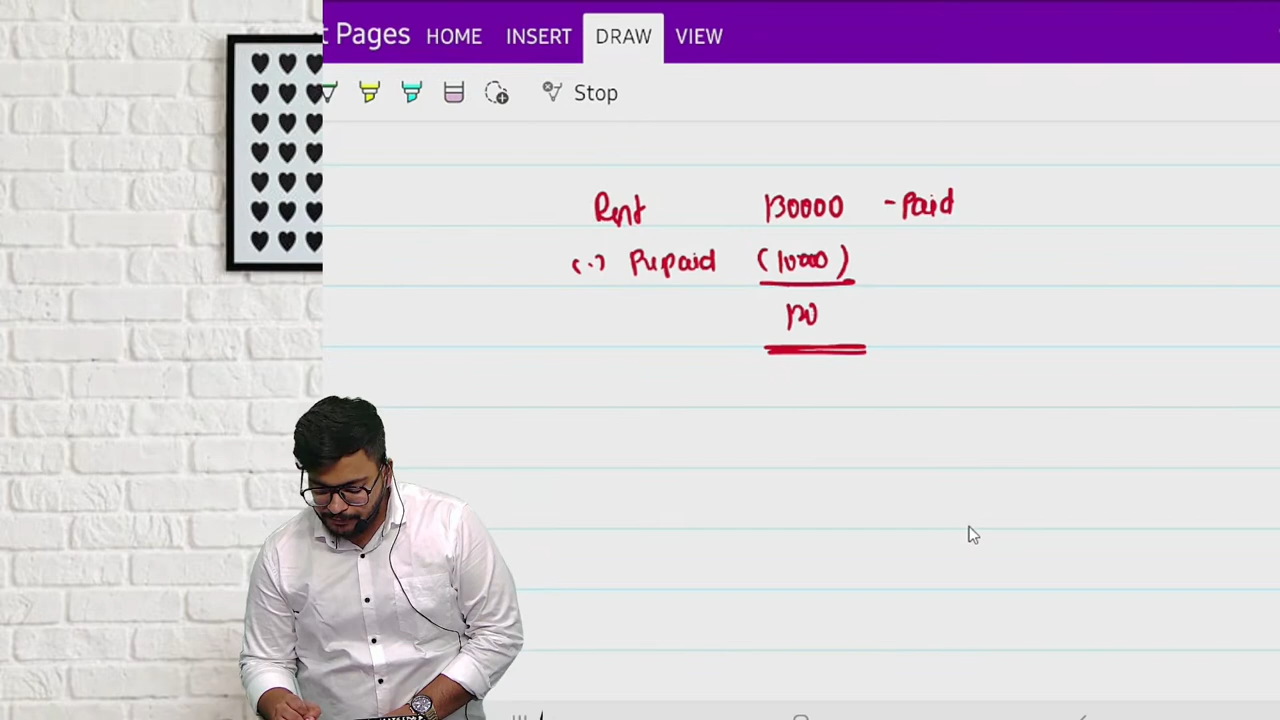 t Pages HOME INSERT DRAW VIEW
Stop
Rent 130000 - Paid
(-) Prepaid (10000)
120